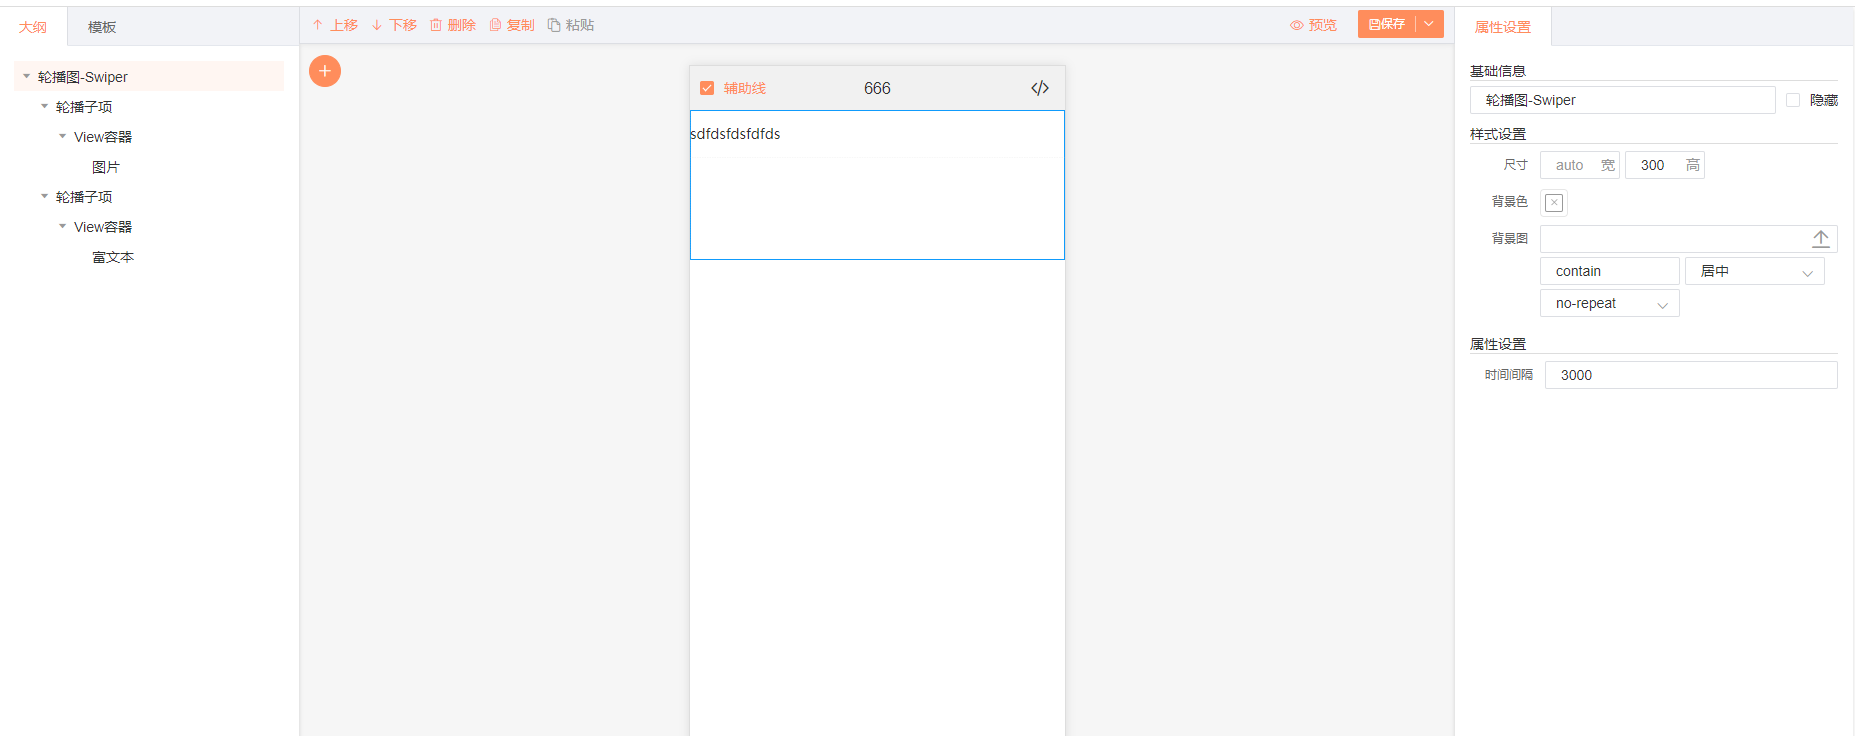 大纲
模板
轮播图-Swiper
轮播子项
View容器
图片
轮播子项
View容器
富文本
上移 下移 删除 复制 粘贴
预览 保存
辅助线 666
sdfdsfdsfdfds
属性设置
基础信息
轮播图-Swiper 隐藏
样式设置
尺寸 auto 宽 300 高
背景色
背景图
contain 居中
no-repeat
属性设置
时间间隔 3000